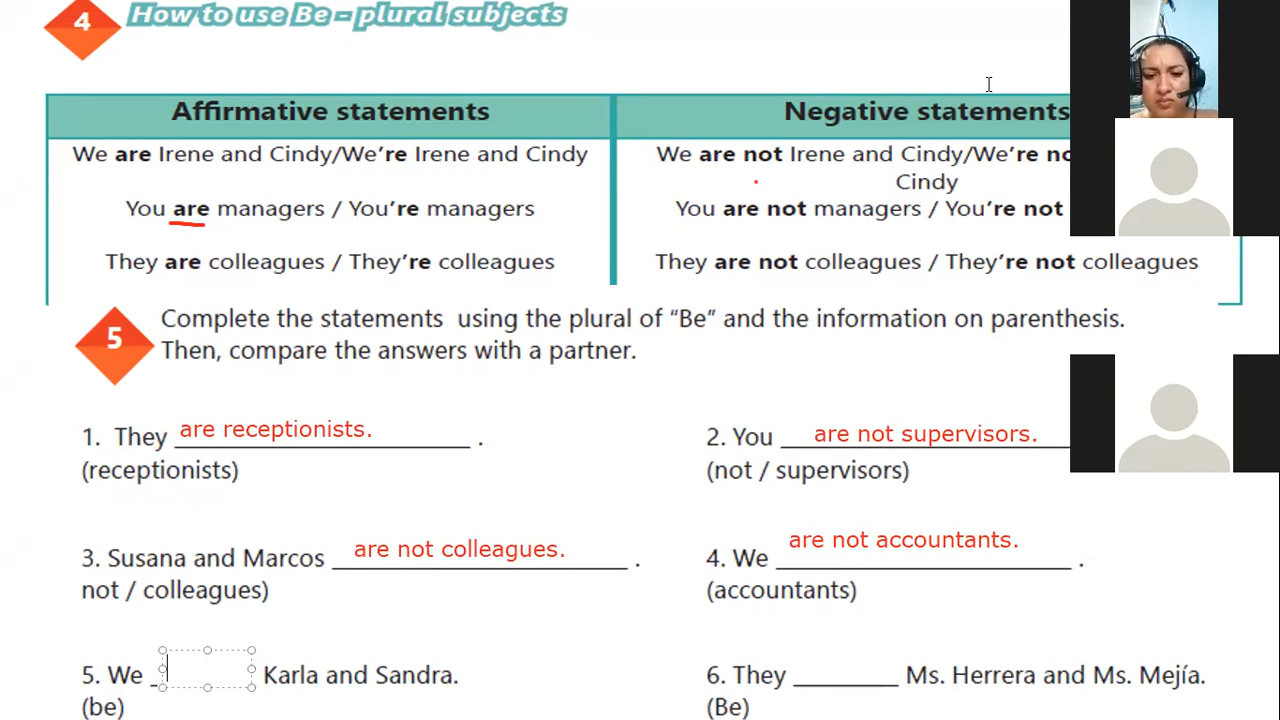 4 How to use Be - plural subjects
Affirmative statements
Negative statements
We are Irene and Cindy/We're Irene and Cindy
We are not Irene and Cindy/We're
Cindy
You are managers / You're managers
You are not managers / You're not
They are colleagues / They're colleagues
They are not colleagues / They're not colleagues
5 Complete the statements using the plural of "Be" and the information on parenthesis.
Then, compare the answers with a partner.
1. They are receptionists. .
(receptionists)
2. You are not supervisors.
(not / supervisors)
3. Susana and Marcos are not colleagues. .
not / colleagues)
4. We are not accountants. .
(accountants)
5. We _ Karla and Sandra.
(be)
6. They ________ Ms. Herrera and Ms. Mejía.
(Be)